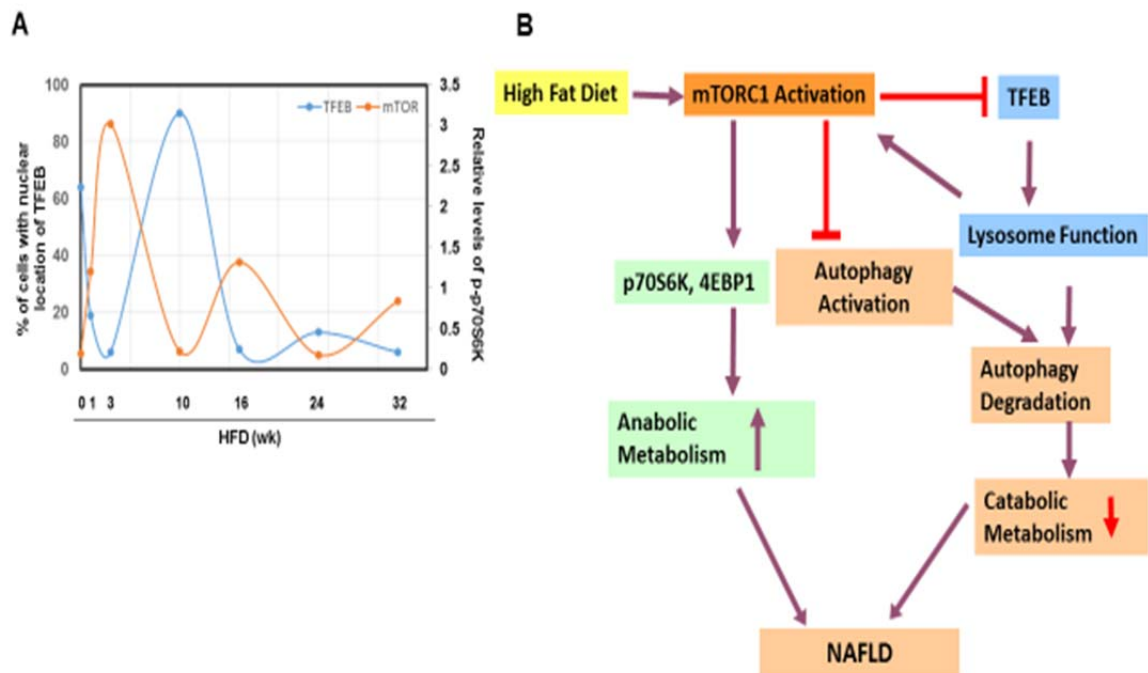 A
100
80
60
40
20
0
% of cells with nuclear
location of TFEB
TFEB
mTOR
3.5
3
2.5
2
1.5
1
0.5
0
Relative levels of p-p70S6K
0 1 3 10 16 24 32
HFD (wk)
B
High Fat Diet
mTORC1 Activation
TFEB
Lysosome Function
p70S6K, 4EBP1
Autophagy
Activation
Autophagy
Degradation
Anabolic
Metabolism
Catabolic
Metabolism
NAFLD